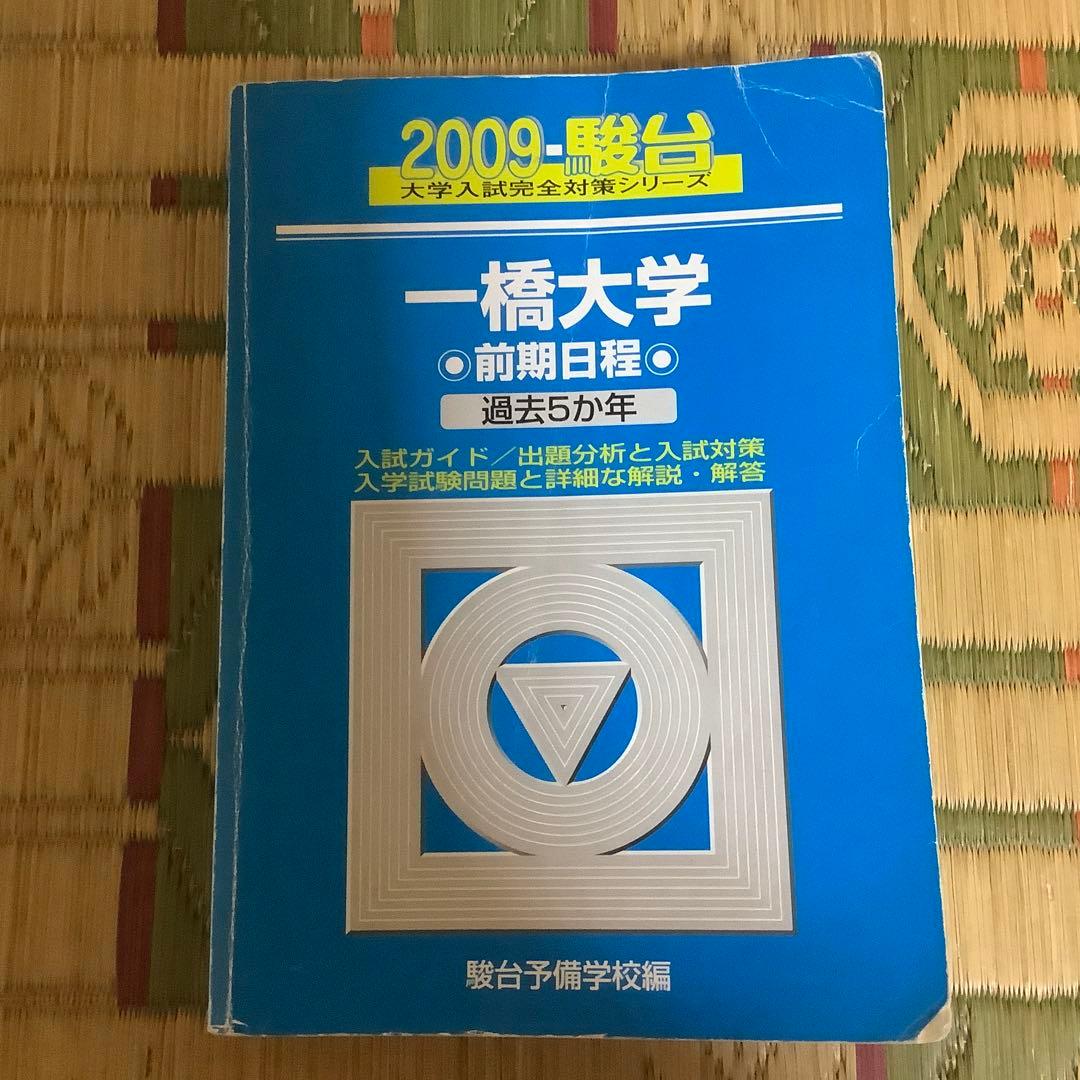 2009-駿台
大学入試完全対策シリーズ
一橋大学
前期日程
過去5か年
入試ガイド／出題分析と入試対策
入学試験問題と詳細な解説・解答
駿台予備学校編